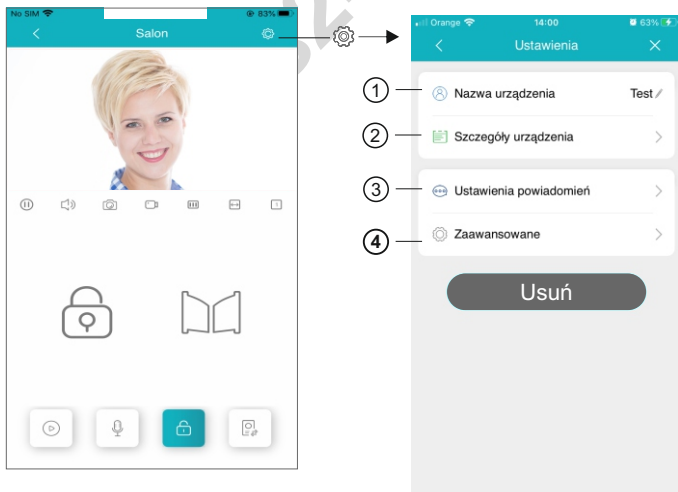 No SIM 83%
Salon
Orange 14:00 63%
Ustawienia
1 Nazwa urządzenia Test
2 Szczegóły urządzenia
3 Ustawienia powiadomień
4 Zaawansowane
Usuń